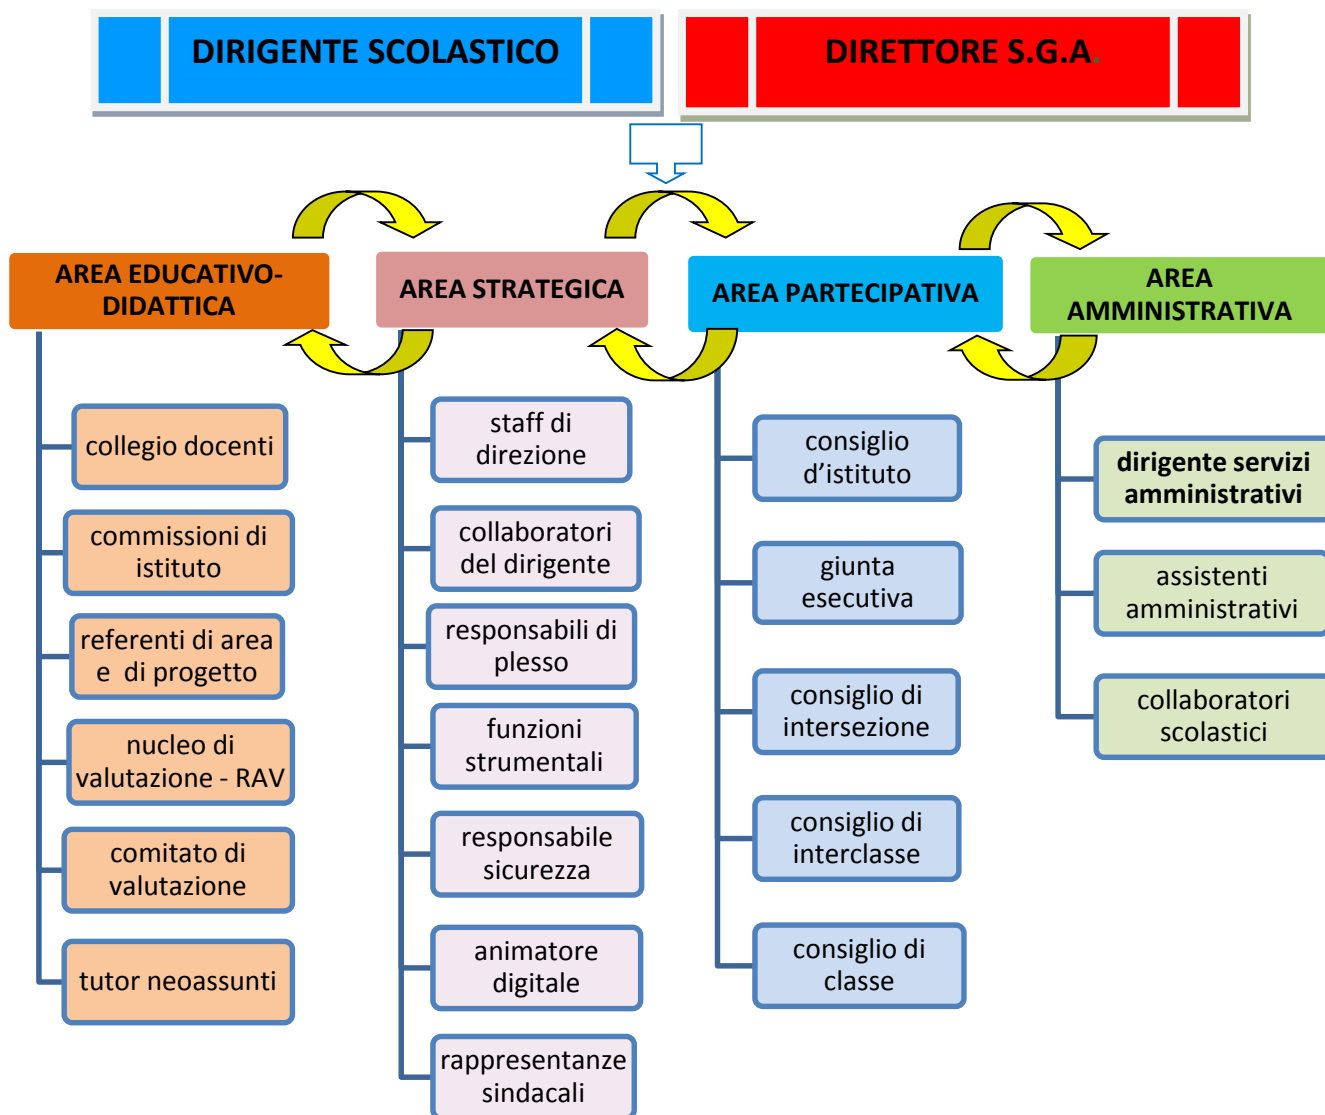 DIRIGENTE SCOLASTICO
DIRETTORE S.G.A.
AREA EDUCATIVO-
DIDATTICA
AREA STRATEGICA
AREA PARTECIPATIVA
AREA
AMMINISTRATIVA
collegio docenti
commissioni di
istituto
referenti di area
e di progetto
nucleo di
valutazione - RAV
comitato di
valutazione
tutor neoassunti
staff di
direzione
collaboratori
del dirigente
responsabili di
plesso
funzioni
strumentali
responsabile
sicurezza
animatore
digitale
rappresentanze
sindacali
consiglio
d’istituto
giunta
esecutiva
consiglio di
intersezione
consiglio di
interclasse
consiglio di
classe
dirigente servizi
amministrativi
assistenti
amministrativi
collaboratori
scolastici